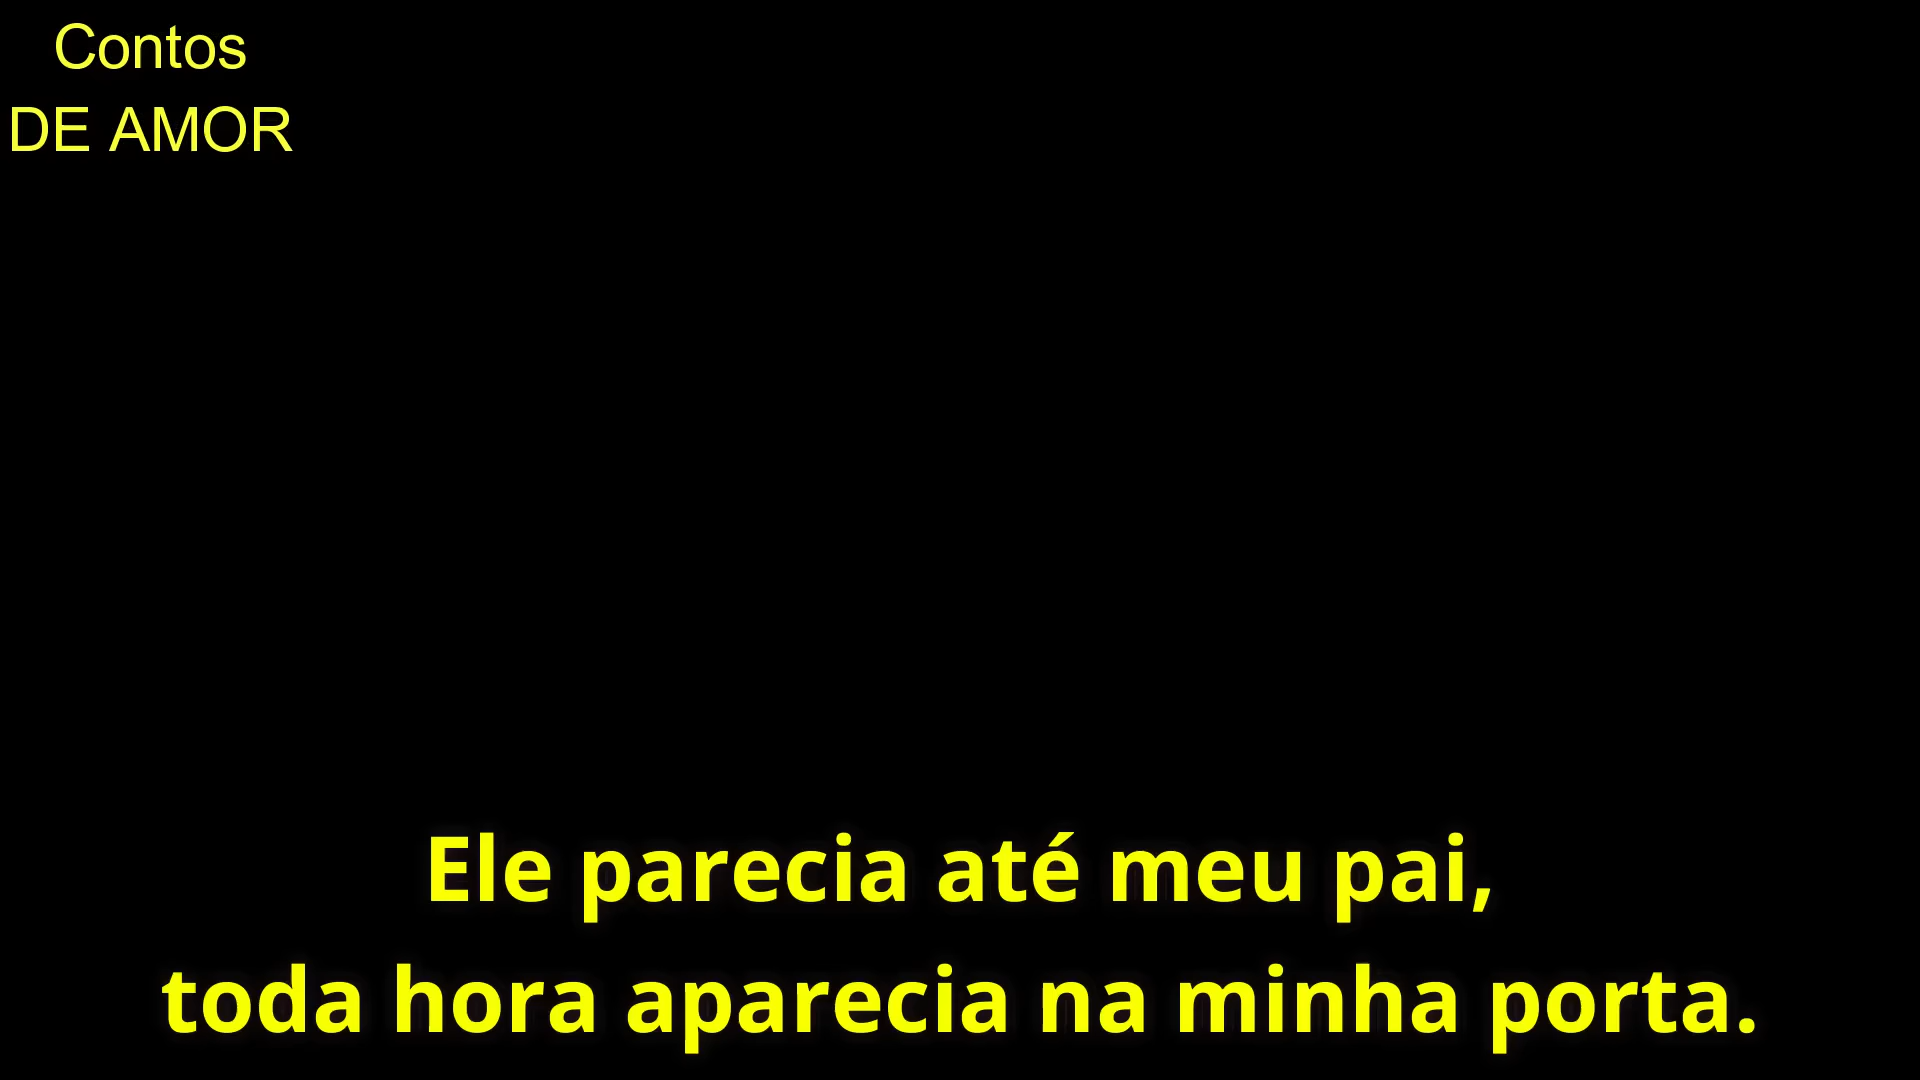 Contos
DE AMOR
Ele parecia até meu pai,
toda hora aparecia na minha porta.